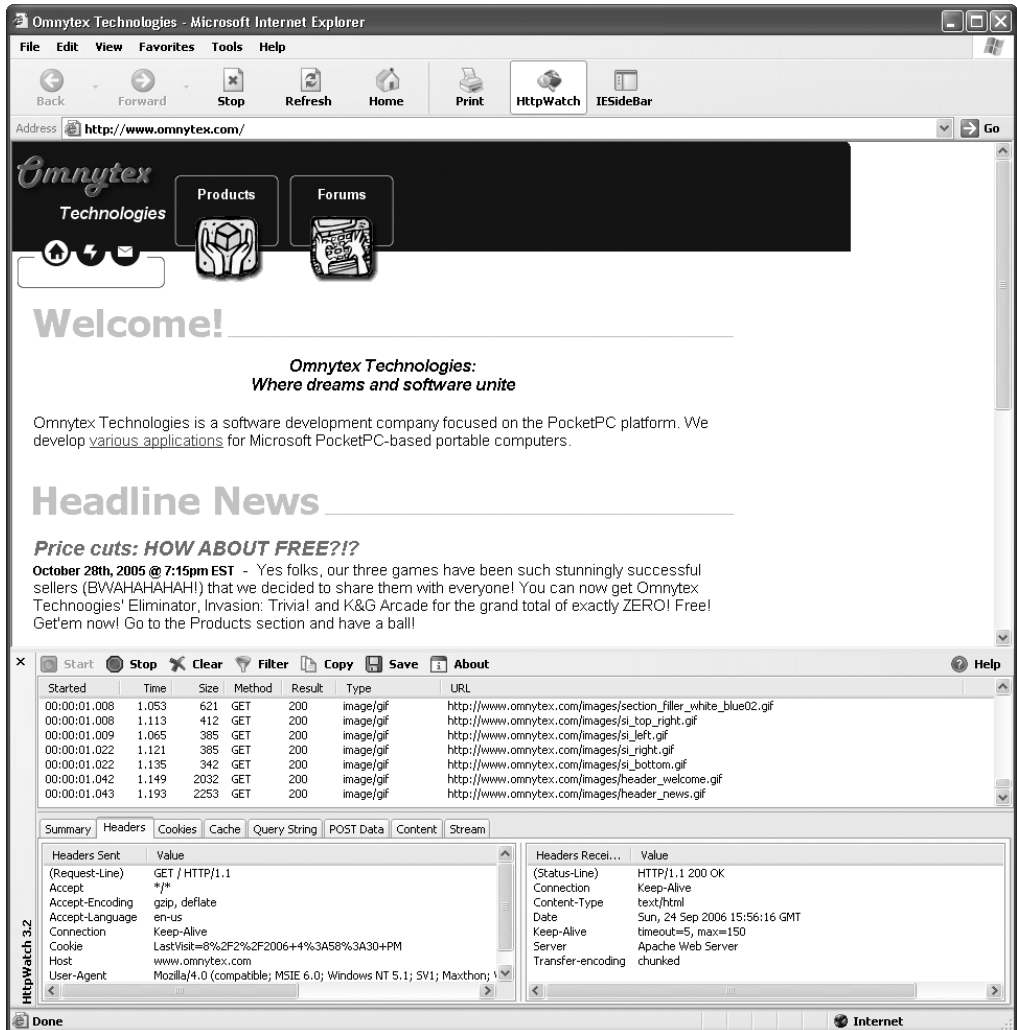 Omnytex Technologies - Microsoft Internet Explorer
File Edit View Favorites Tools Help
Back Forward Stop Refresh Home Print HttpWatch IESideBar
Address http://www.omnytex.com/ Go
Omnytex
Technologies
Products
Forums
Welcome!
Omnytex Technologies:
Where dreams and software unite
Omnytex Technologies is a software development company focused on the PocketPC platform. We
develop various applications for Microsoft PocketPC-based portable computers.
Headline News
Price cuts: HOW ABOUT FREE?!?
October 28th, 2005 @ 7:15pm EST - Yes folks, our three games have been such stunningly successful
sellers (BWAHAHAHAH!) that we decided to share them with everyone! You can now get Omnytex
Technoogies' Eliminator, Invasion: Trivia! and K&G Arcade for the grand total of exactly ZERO! Free!
Get'em now! Go to the Products section and have a ball!
Start Stop Clear Filter Copy Save About Help
Started Time Size Method Result Type URL
00:00:01.008 1.053 621 GET 200 image/gif http://www.omnytex.com/images/section_filler_white_blue02.gif
00:00:01.008 1.113 412 GET 200 image/gif http://www.omnytex.com/images/si_top_right.gif
00:00:01.009 1.065 385 GET 200 image/gif http://www.omnytex.com/images/si_left.gif
00:00:01.022 1.121 385 GET 200 image/gif http://www.omnytex.com/images/si_right.gif
00:00:01.022 1.135 342 GET 200 image/gif http://www.omnytex.com/images/si_bottom.gif
00:00:01.042 1.149 2032 GET 200 image/gif http://www.omnytex.com/images/header_welcome.gif
00:00:01.043 1.193 2253 GET 200 image/gif http://www.omnytex.com/images/header_news.gif
Summary Headers Cookies Cache Query String POST Data Content Stream
Headers Sent Value
(Request-Line) GET / HTTP/1.1
Accept */*
Accept-Encoding gzip, deflate
Accept-Language en-us
Connection Keep-Alive
Cookie LastVisit=8%2F2%2F2006+4%3A58%3A30+PM
Host www.omnytex.com
User-Agent Mozilla/4.0 (compatible; MSIE 6.0; Windows NT 5.1; SV1; Maxthon;
Headers Recei... Value
(Status-Line) HTTP/1.1 200 OK
Connection Keep-Alive
Content-Type text/html
Date Sun, 24 Sep 2006 15:56:16 GMT
Keep-Alive timeout=5, max=150
Server Apache Web Server
Transfer-encoding chunked
HttpWatch 3.2
Done Internet